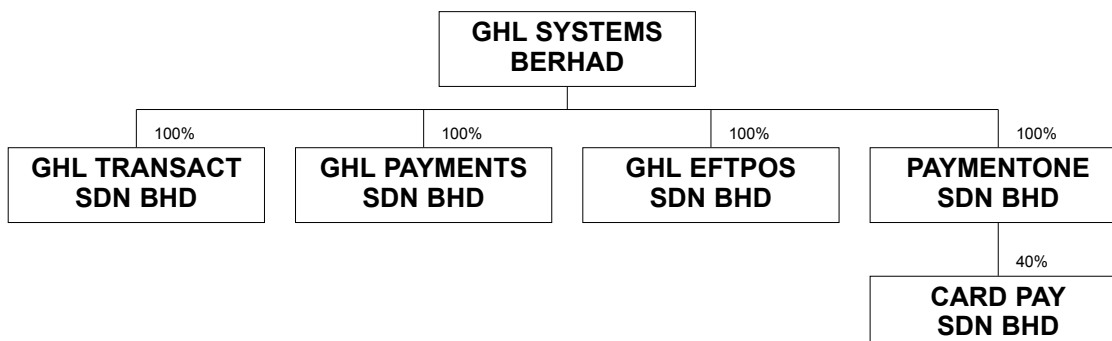 GHL SYSTEMS
BERHAD
100%
100%
100%
100%
GHL TRANSACT
SDN BHD
GHL PAYMENTS
SDN BHD
GHL EFTPOS
SDN BHD
PAYMENTONE
SDN BHD
40%
CARD PAY
SDN BHD